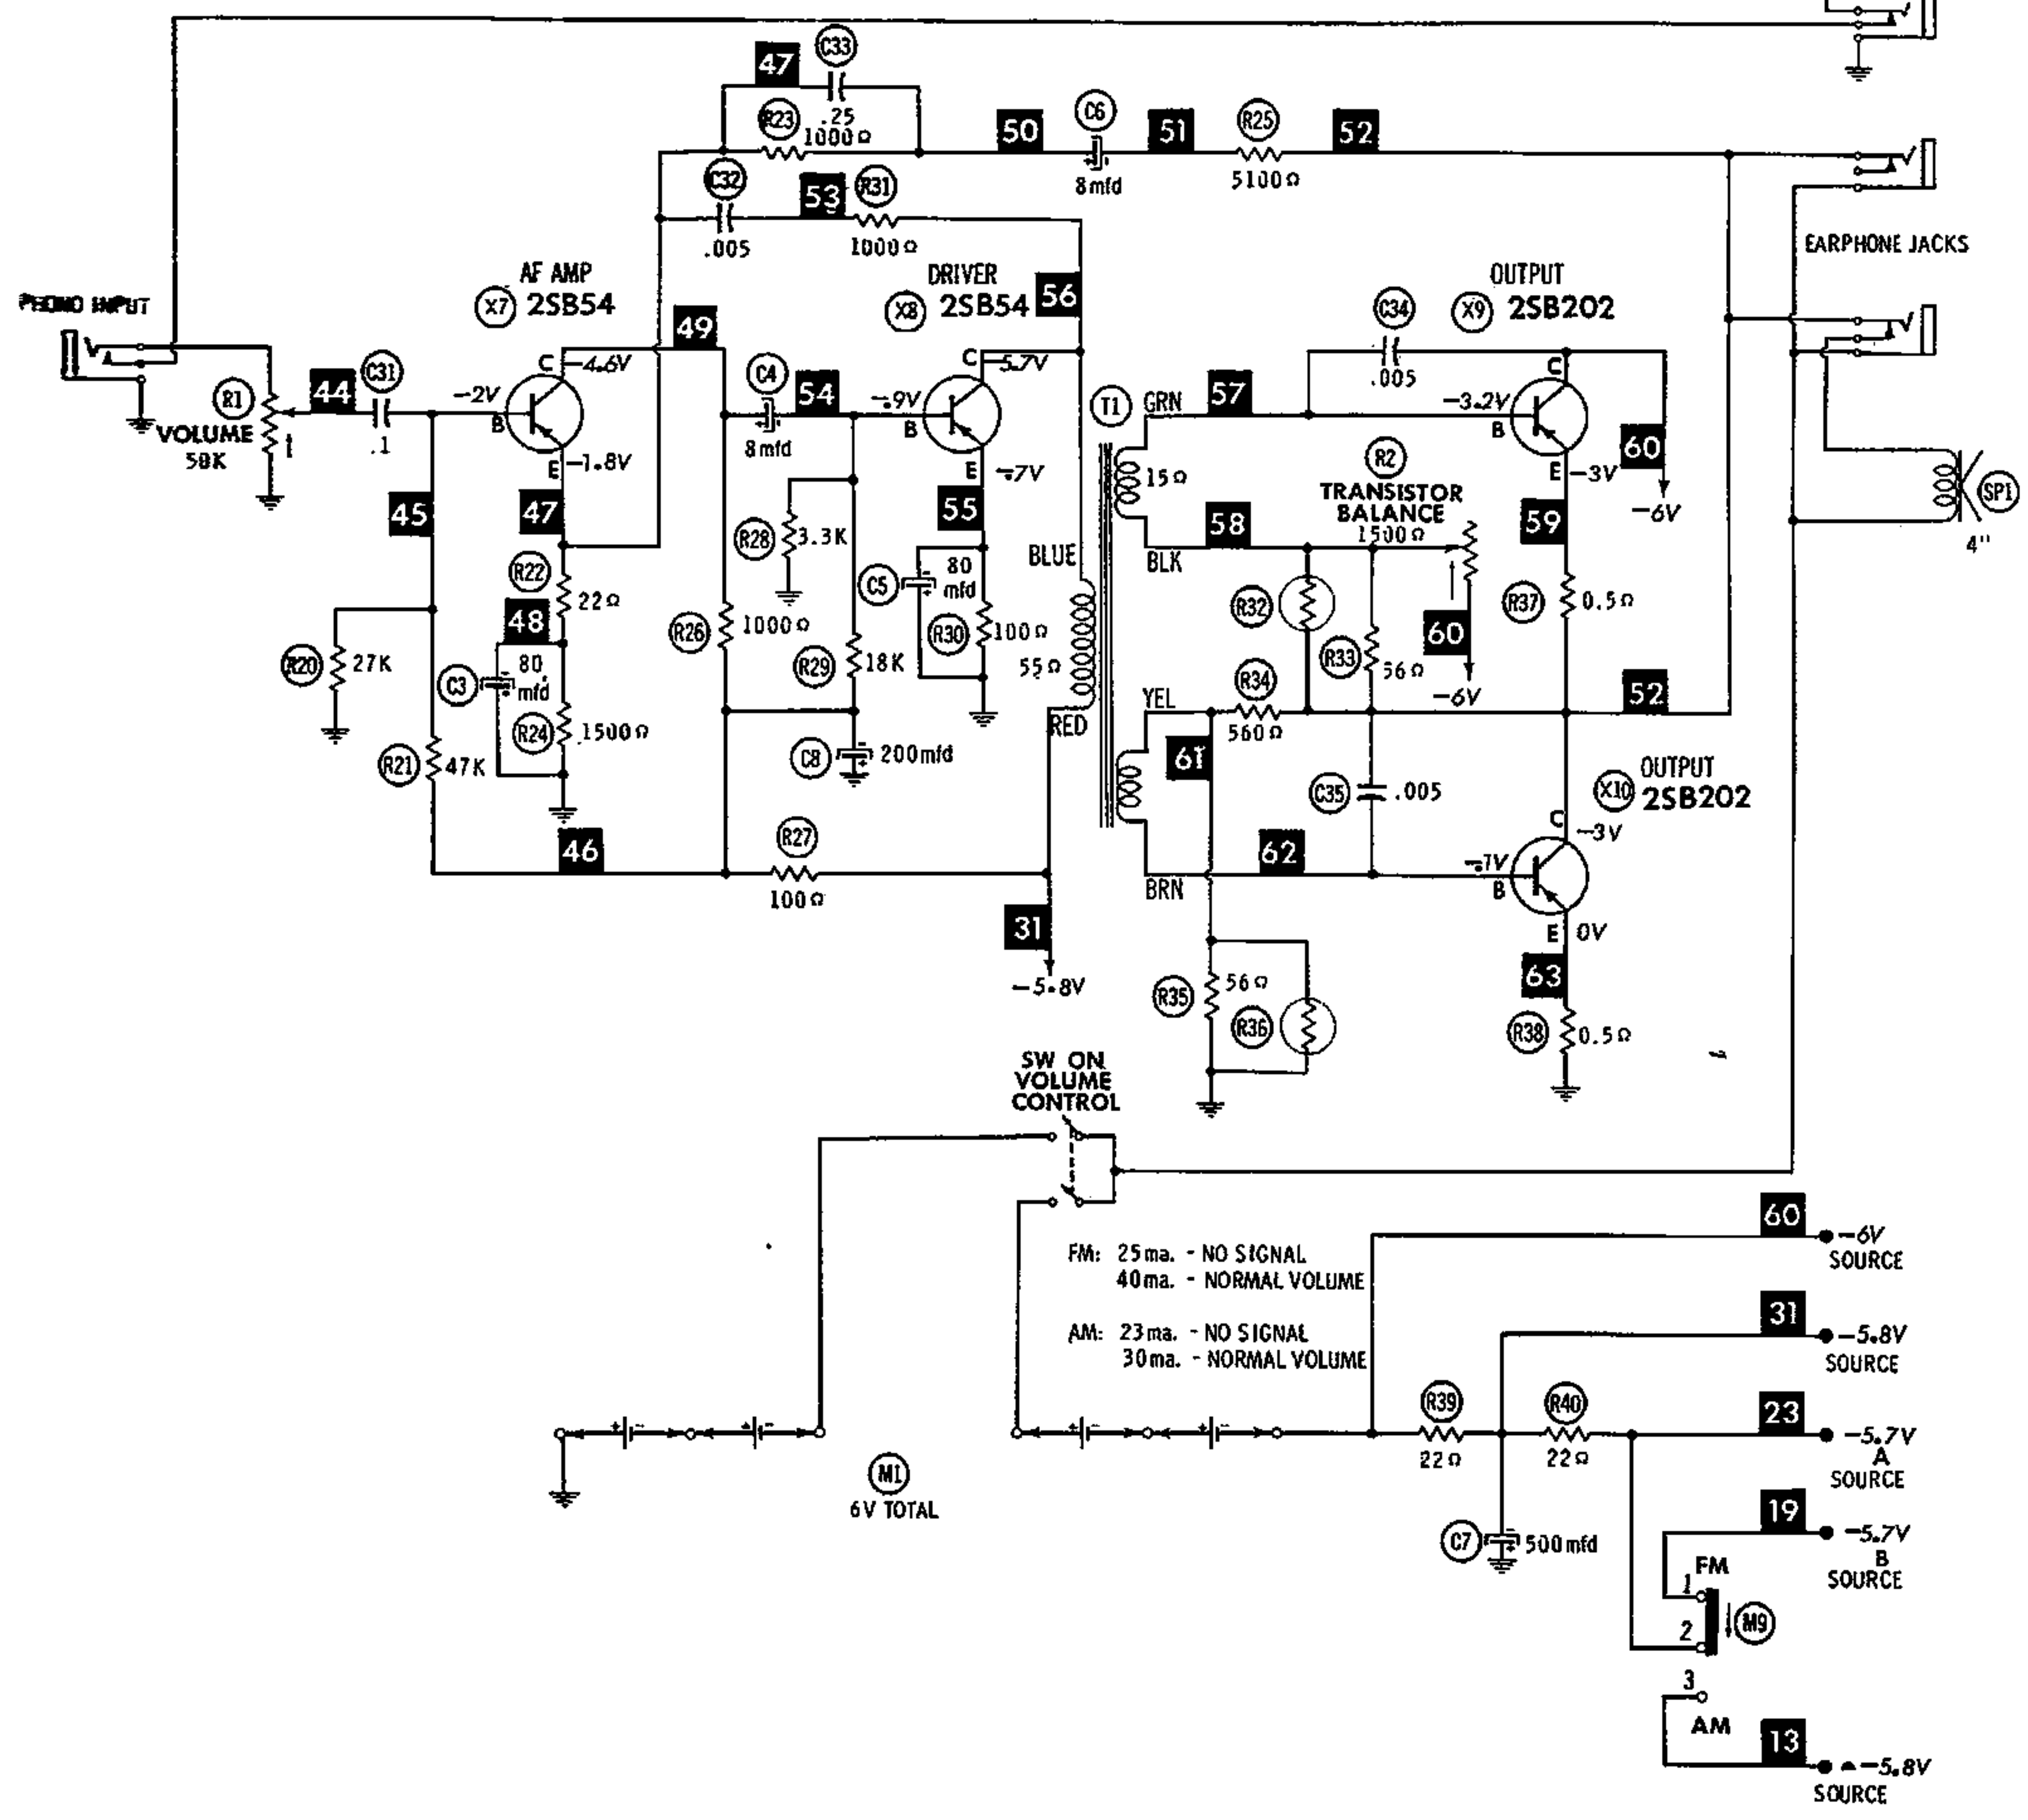 C33
47
.25
R23
1000Ω
50
C6
51
R25
52
8mfd
5100Ω
C32
53
R31
.005
1000Ω
EARPHONE JACKS
PHONO INPUT
AF AMP
X7 2SB54
49
DRIVER
X8 2SB54
56
OUTPUT
X9 2SB202
C34
.005
R1
VOLUME
50K
44
C31
.1
-2V
B
C
-4.6V
E
-1.8V
C4
54
8mfd
-.9V
B
C
-5.7V
E
-.7V
T1
GRN
57
-3.2V
B
C
E
-3V
60
-6V
15Ω
R2
TRANSISTOR
BALANCE
1500Ω
45
47
55
58
BLK
59
SP1
4"
R28
3.3K
BLUE
R22
22Ω
C5
80
mfd
R32
R37
0.5Ω
48
R26
1000Ω
R30
100Ω
60
R20
27K
C3
80
mfd
R29
18K
55Ω
R33
56Ω
-6V
R24
1500Ω
RED
YEL
R34
560Ω
52
R21
47K
C8
200mfd
61
C35
.005
OUTPUT
X10 2SB202
C
-3V
46
R27
100Ω
62
BRN
-.1V
B
E
0V
31
-5.8V
63
R35
56Ω
R36
R38
0.5Ω
SW ON
VOLUME
CONTROL
FM: 25ma. - NO SIGNAL
40ma. - NORMAL VOLUME
AM: 23ma. - NO SIGNAL
30ma. - NORMAL VOLUME
60
-6V
SOURCE
31
-5.8V
SOURCE
R39
22Ω
R40
22Ω
23
-5.7V
A
SOURCE
M1
6V TOTAL
C7
500mfd
19
-5.7V
B
SOURCE
FM
1
2
M9
3
AM
13
-5.8V
SOURCE